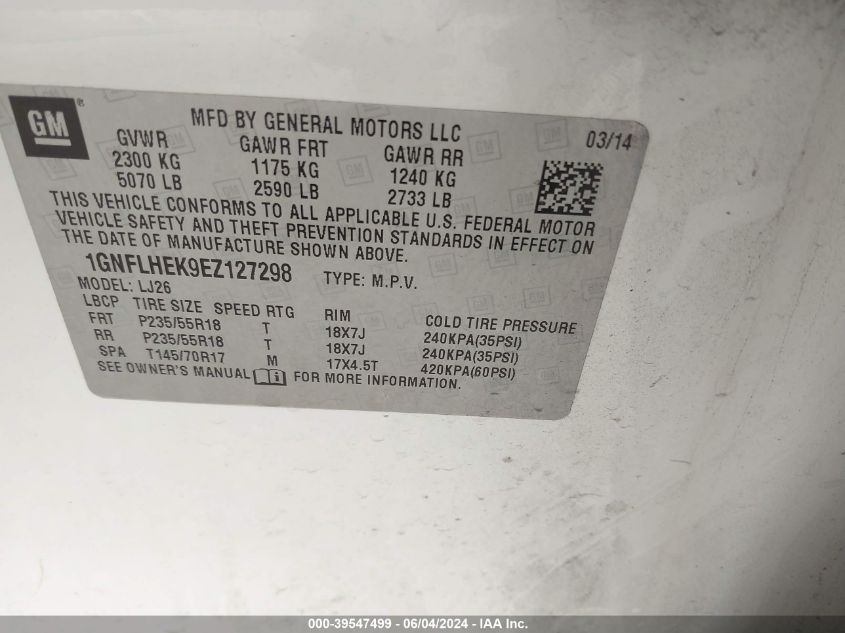 GM ®
MFD BY GENERAL MOTORS LLC
03/14
GVWR GAWR FRT GAWR RR
2300 KG 1175 KG 1240 KG
5070 LB 2590 LB 2733 LB
THIS VEHICLE CONFORMS TO ALL APPLICABLE U.S. FEDERAL MOTOR
VEHICLE SAFETY AND THEFT PREVENTION STANDARDS IN EFFECT ON
THE DATE OF MANUFACTURE SHOWN ABOVE.
1GNFLHEK9EZ127298 TYPE: M.P.V.
MODEL: LJ26
LBCP TIRE SIZE SPEED RTG RIM COLD TIRE PRESSURE
FRT P235/55R18 T 18X7J 240KPA(35PSI)
RR P235/55R18 T 18X7J 240KPA(35PSI)
SPA T145/70R17 M 17X4.5T 420KPA(60PSI)
SEE OWNER'S MANUAL FOR MORE INFORMATION.
000-39547499 - 06/04/2024 - IAA Inc.